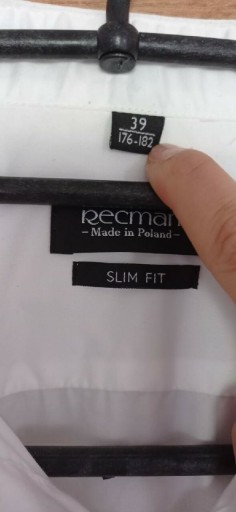 39
176-182
Recman
- Made in Poland -
SLIM FIT